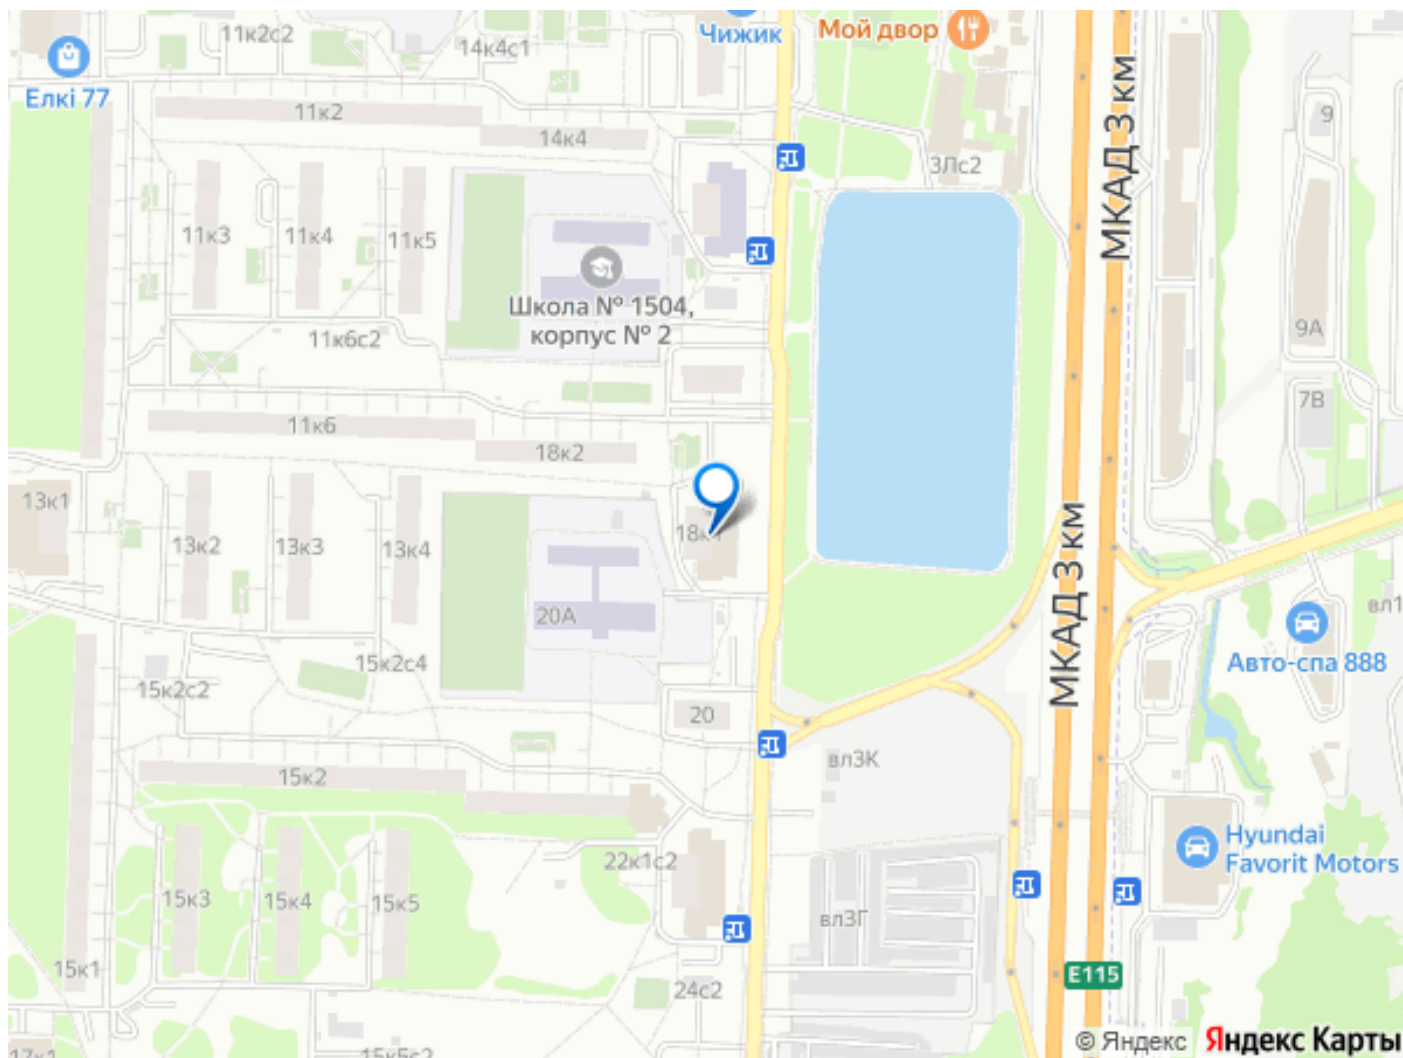 11к2с2
14к4с1
Чижик
Мой двор
Елкі 77
11к2
14к4
3Лс2
МКАД 3 км
9
11к3
11к4
11к5
Школа № 1504,
корпус № 2
11к6с2
9А
7В
11к6
18к2
13к1
13к2
13к3
13к4
20А
МКАД 3 км
вл1
Авто-спа 888
15к2с4
15к2с2
20
вл3К
15к2
22к1с2
Hyundai
Favorit Motors
15к3
15к4
15к5
вл3Г
15к1
24с2
E115
© Яндекс
Яндекс Карты